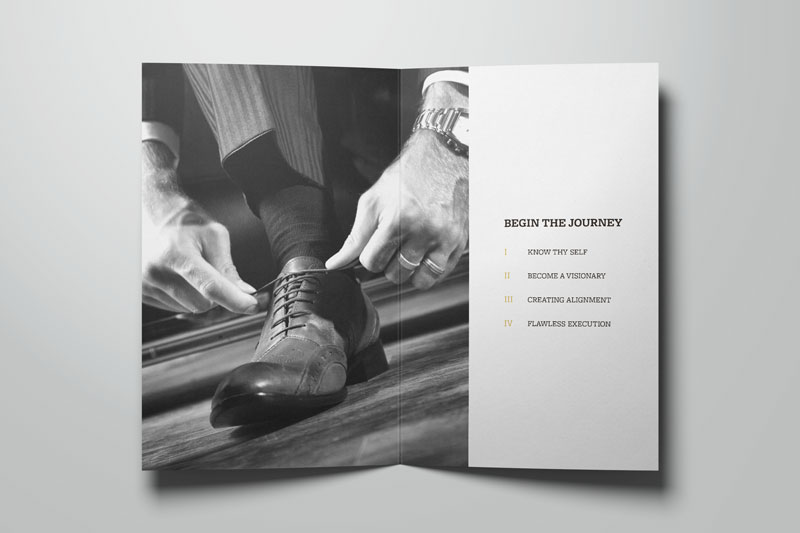 BEGIN THE JOURNEY
I KNOW THY SELF
II BECOME A VISIONARY
III CREATING ALIGNMENT
IV FLAWLESS EXECUTION